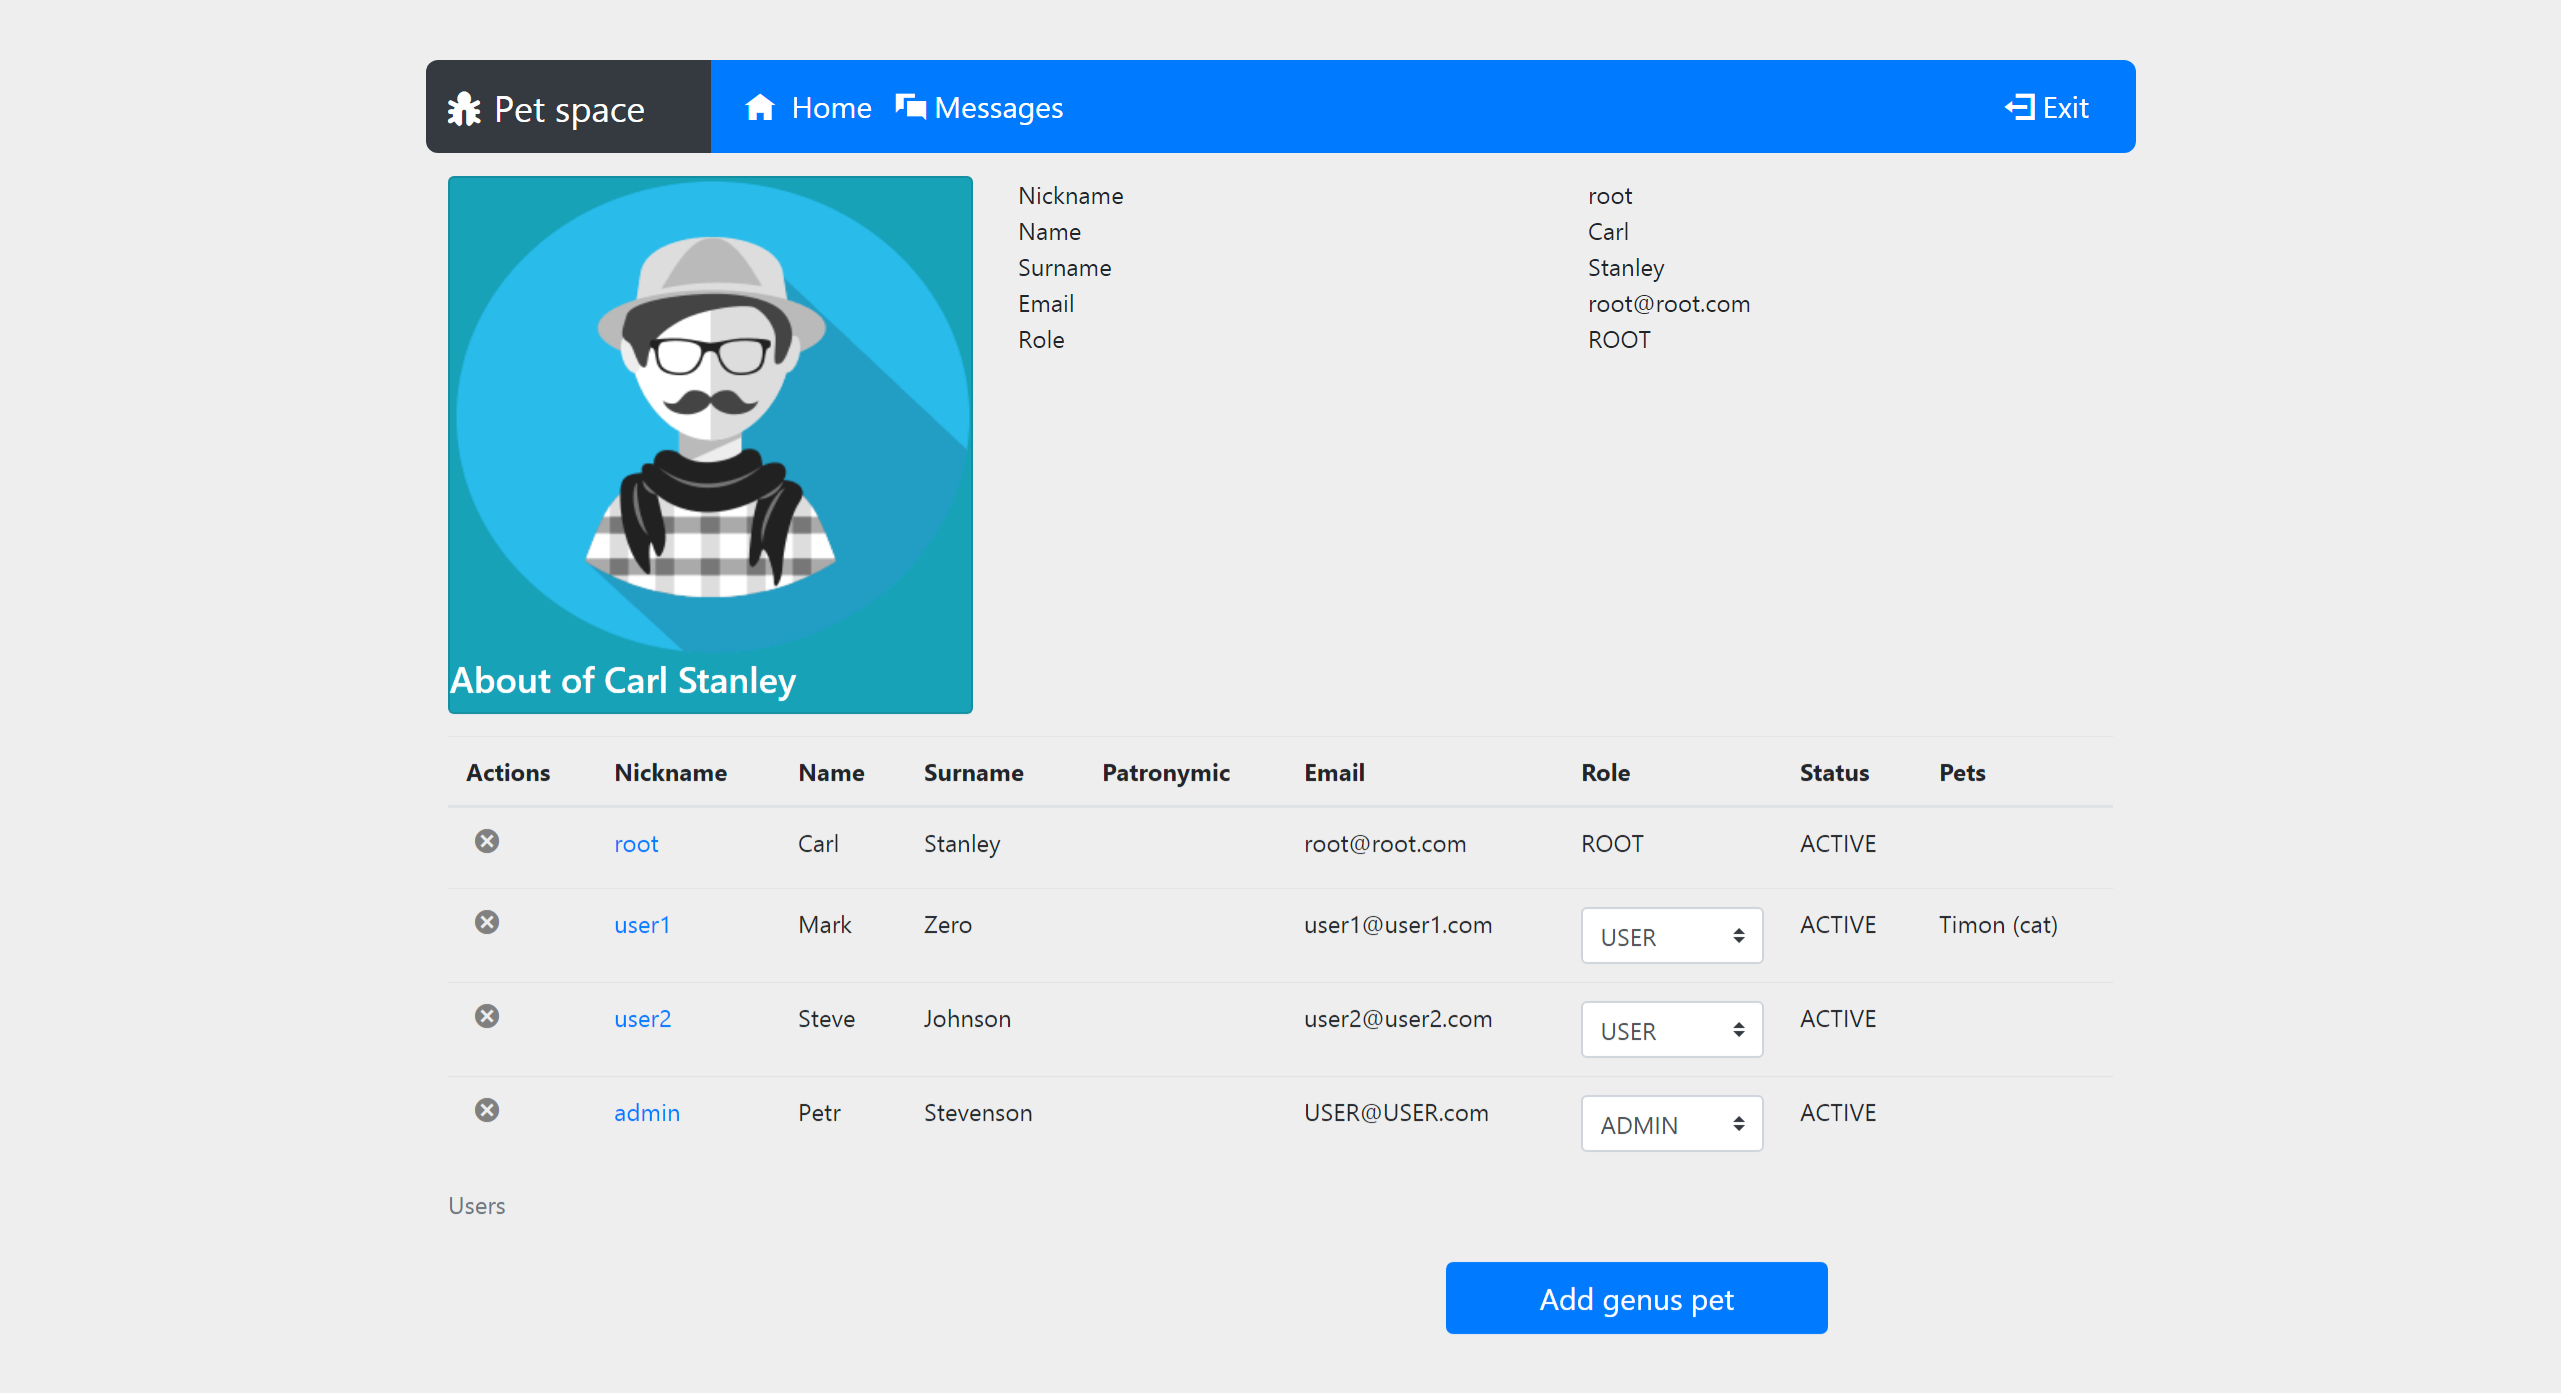 Pet space Home Messages Exit
Nickname root
Name Carl
Surname Stanley
Email root@root.com
Role ROOT
About of Carl Stanley
Actions Nickname Name Surname Patronymic Email Role Status Pets
root Carl Stanley root@root.com ROOT ACTIVE
user1 Mark Zero user1@user1.com USER ACTIVE Timon (cat)
user2 Steve Johnson user2@user2.com USER ACTIVE
admin Petr Stevenson USER@USER.com ADMIN ACTIVE
Users
Add genus pet